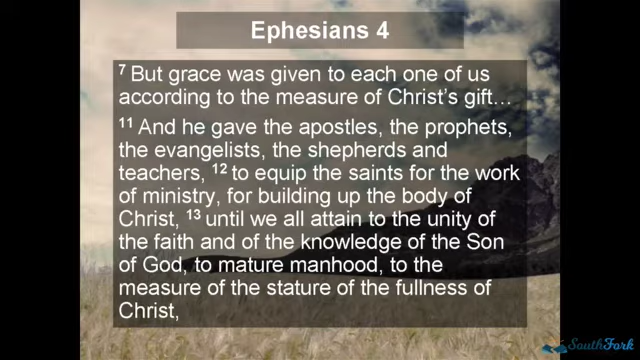 Ephesians 4
7 But grace was given to each one of us
according to the measure of Christ's gift…
11 And he gave the apostles, the prophets,
the evangelists, the shepherds and
teachers, 12 to equip the saints for the work
of ministry, for building up the body of
Christ, 13 until we all attain to the unity of
the faith and of the knowledge of the Son
of God, to mature manhood, to the
measure of the stature of the fullness of
Christ,
SouthFork